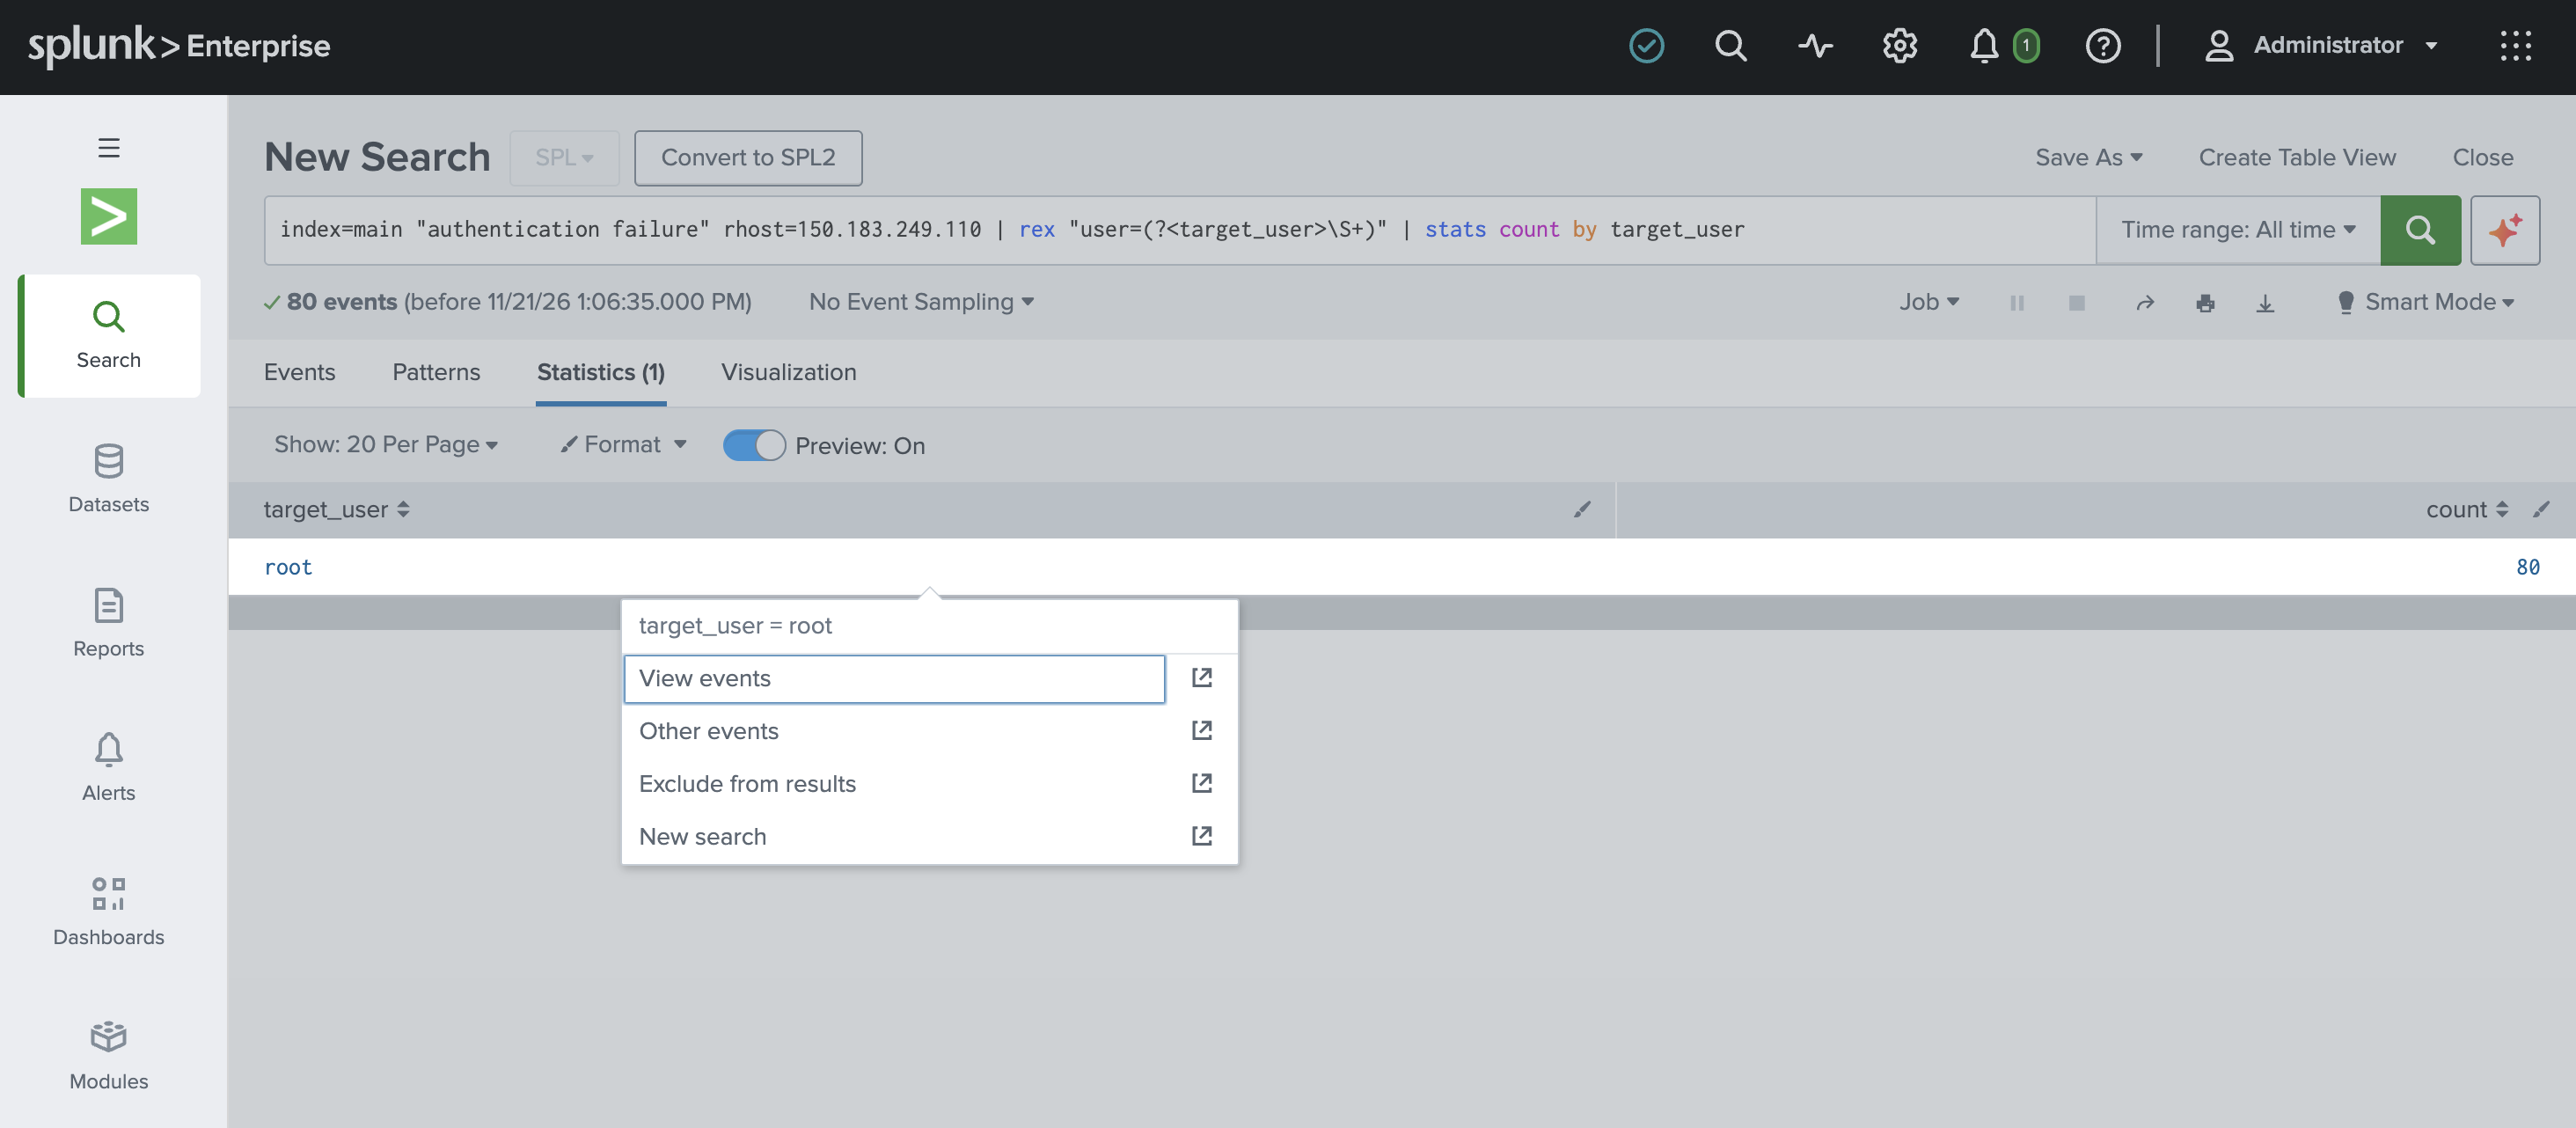 splunk> Enterprise
1
Administrator
New Search
SPL
Convert to SPL2
Save As
Create Table View
Close
index=main "authentication failure" rhost=150.183.249.110 | rex "user=(?<target_user>\S+)" | stats count by target_user
Time range: All time
80 events (before 11/21/26 1:06:35.000 PM)
No Event Sampling
Job
Smart Mode
Events
Patterns
Statistics (1)
Visualization
Show: 20 Per Page
Format
Preview: On
target_user
count
root
80
target_user = root
View events
Other events
Exclude from results
New search
Search
Datasets
Reports
Alerts
Dashboards
Modules